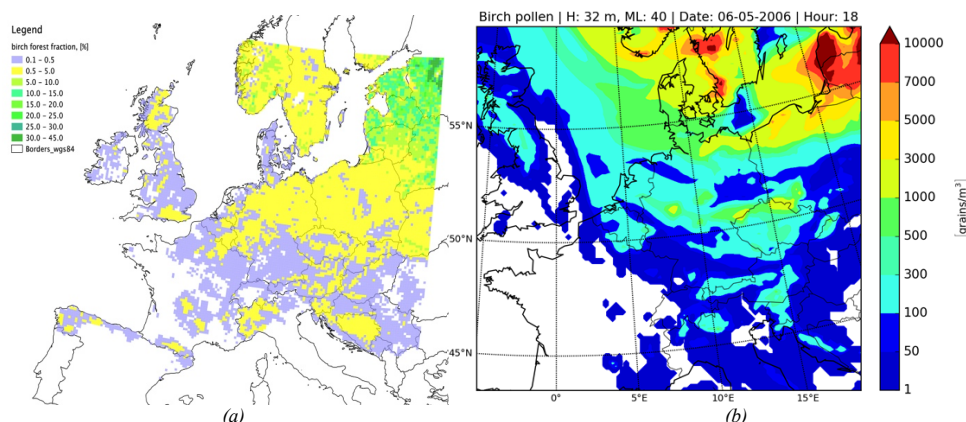 Legend
birch forest fraction, [%]
0.1 – 0.5
0.5 – 5.0
5.0 – 10.0
10.0 – 15.0
15.0 – 20.0
20.0 – 25.0
25.0 – 30.0
30.0 – 45.0
Borders_wgs84
(a)
Birch pollen | H: 32 m, ML: 40 | Date: 06-05-2006 | Hour: 18
55°N
50°N
45°N
0°
5°E
10°E
15°E
10000
7000
5000
3000
1000
500
300
100
50
1
[grains/m³]
(b)